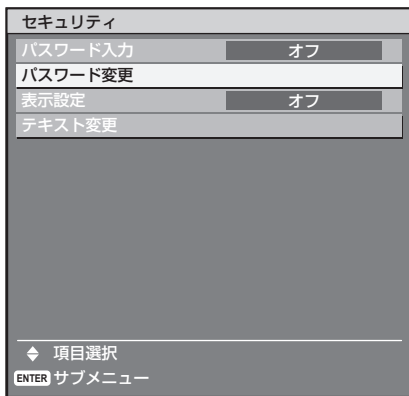 セキュリティ
パスワード入力 オフ
パスワード変更
表示設定 オフ
テキスト変更
項目選択
ENTER サブメニュー